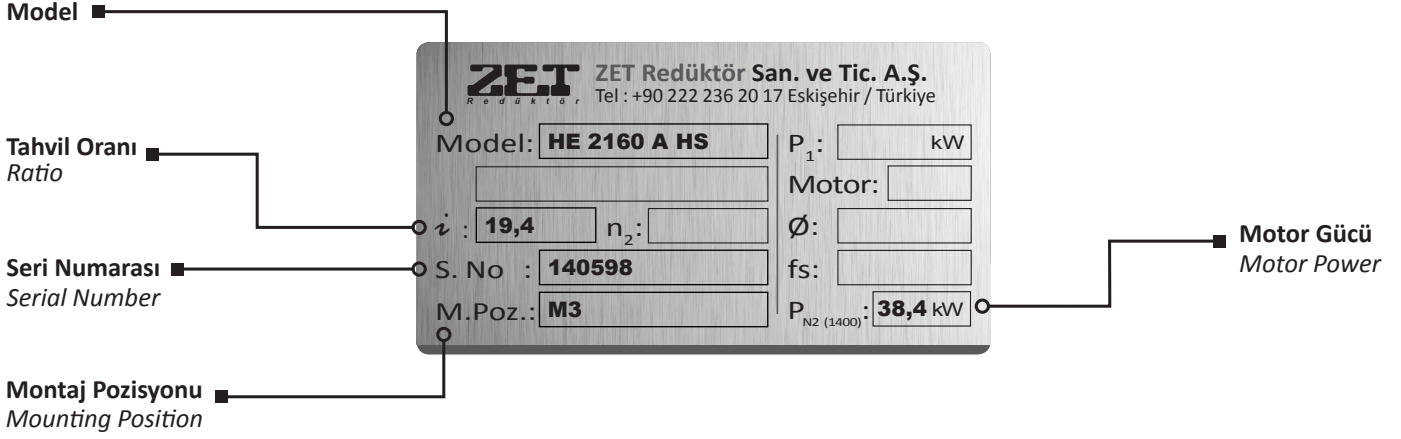 Model
ZET
Redüktör
ZET Redüktör San. ve Tic. A.Ş.
Tel : +90 222 236 20 17 Eskişehir / Türkiye
Model: HE 2160 A HS
P1: kW
Motor:
Tahvil Oranı
Ratio
i : 19,4 n2:
Ø:
Seri Numarası
Serial Number
S. No : 140598
fs:
M.Poz.: M3
PN2 (1400): 38,4 kW
Motor Gücü
Motor Power
Montaj Pozisyonu
Mounting Position